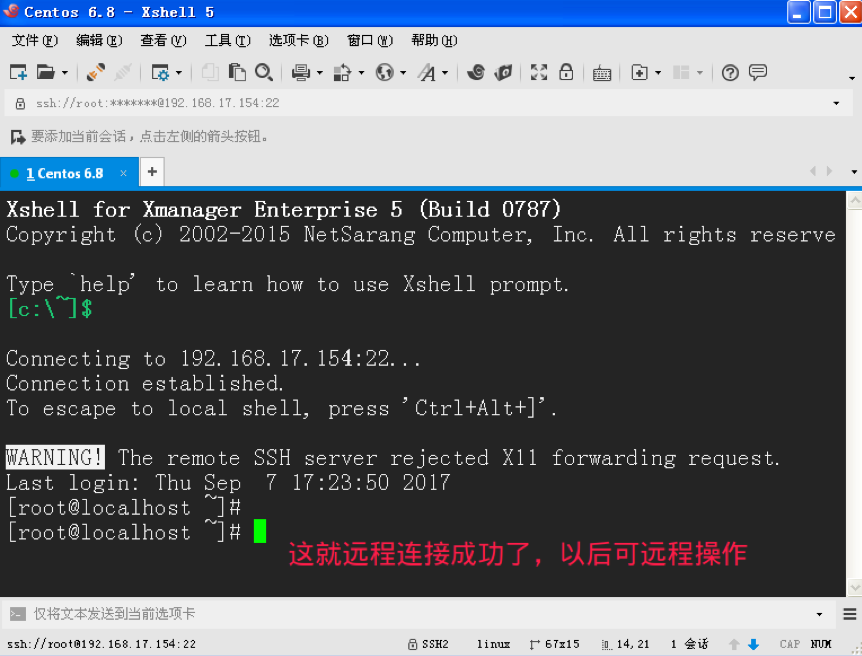 Centos 6.8 - Xshell 5
文件(F) 编辑(E) 查看(V) 工具(T) 选项卡(B) 窗口(W) 帮助(H)
ssh://root:*******@192.168.17.154:22
要添加当前会话，点击左侧的箭头按钮。
1 Centos 6.8 × +
Xshell for Xmanager Enterprise 5 (Build 0787)
Copyright (c) 2002-2015 NetSarang Computer, Inc. All rights reserve
Type `help' to learn how to use Xshell prompt.
[c:\~]$
Connecting to 192.168.17.154:22...
Connection established.
To escape to local shell, press 'Ctrl+Alt+]'.
WARNING! The remote SSH server rejected X11 forwarding request.
Last login: Thu Sep  7 17:23:50 2017
[root@localhost ~]#
[root@localhost ~]#
这就远程连接成功了，以后可远程操作
仅将文本发送到当前选项卡
ssh://root@192.168.17.154:22 SSH2 linux 67x15 14,21 1 会话 CAP NUM